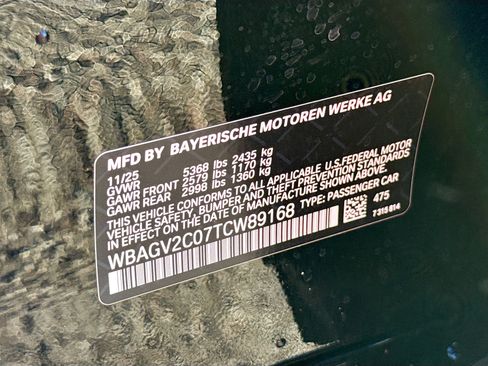 MFD BY BAYERISCHE MOTOREN WERKE AG
11/25 5368 lbs 2435 kg
GVWR
GAWR FRONT 2579 lbs 1170 kg
GAWR REAR 2998 lbs 1360 kg
THIS VEHICLE CONFORMS TO ALL APPLICABLE U.S. FEDERAL MOTOR
VEHICLE SAFETY, BUMPER, AND THEFT PREVENTION STANDARDS
IN EFFECT ON THE DATE OF MANUFACTURE SHOWN ABOVE.
WBAGV2C07TCW89168 TYPE: PASSENGER CAR
475
7 315 814